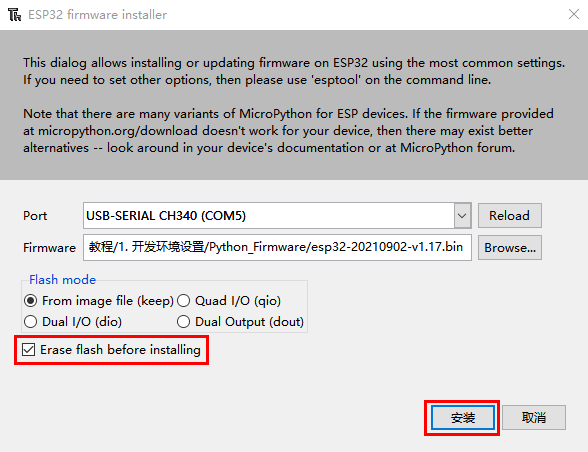 ESP32 firmware installer
This dialog allows installing or updating firmware on ESP32 using the most common settings.
If you need to set other options, then please use 'esptool' on the command line.
Note that there are many variants of MicroPython for ESP devices. If the firmware provided
at micropython.org/download doesn't work for your device, then there may exist better
alternatives -- look around in your device's documentation or at MicroPython forum.
Port USB-SERIAL CH340 (COM5) Reload
Firmware 教程/1. 开发环境设置/Python_Firmware/esp32-20210902-v1.17.bin Browse...
Flash mode
From image file (keep) Quad I/O (qio)
Dual I/O (dio) Dual Output (dout)
Erase flash before installing
安装 取消